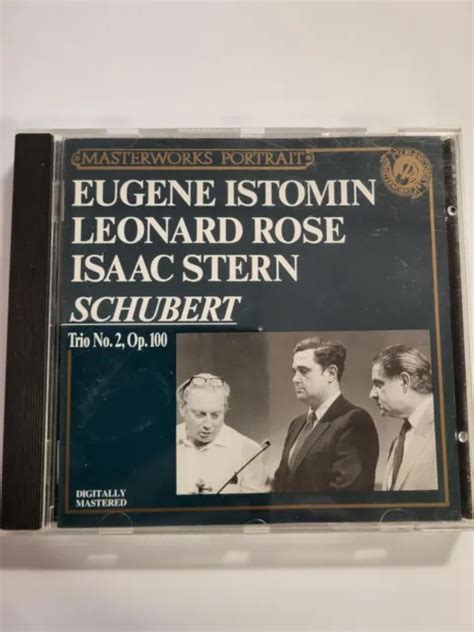 MASTERWORKS PORTRAIT
EUGENE ISTOMIN
LEONARD ROSE
ISAAC STERN
SCHUBERT
Trio No. 2, Op. 100
DIGITALLY
MASTERED